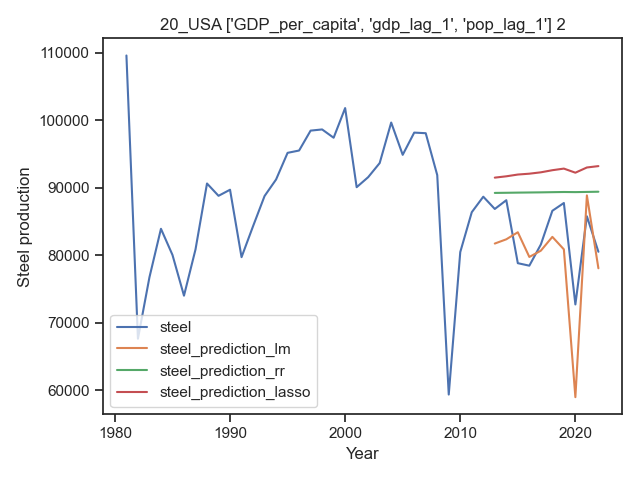 20_USA ['GDP_per_capita', 'gdp_lag_1', 'pop_lag_1'] 2
110000
100000
90000
80000
70000
60000
Steel production
steel
steel_prediction_lm
steel_prediction_rr
steel_prediction_lasso
1980
1990
2000
2010
2020
Year